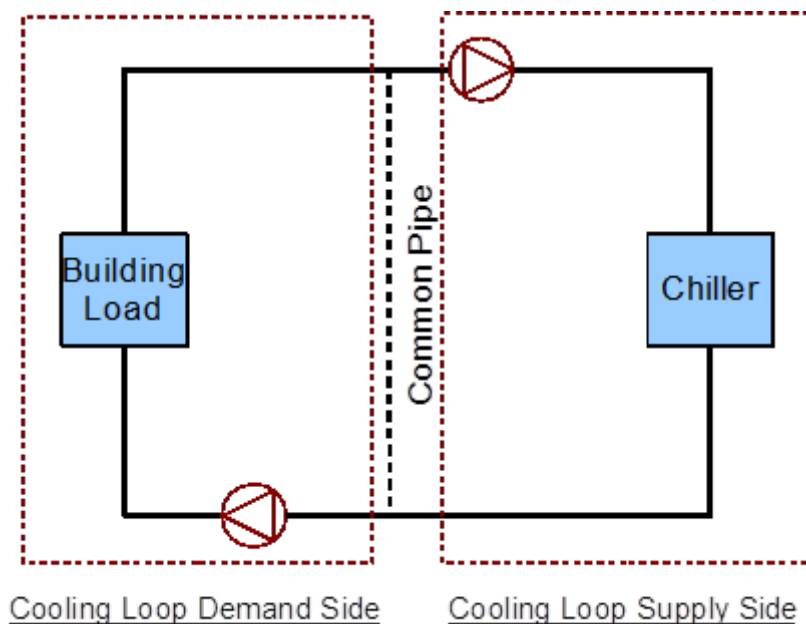 Building
Load
Common Pipe
Chiller
Cooling Loop Demand Side
Cooling Loop Supply Side